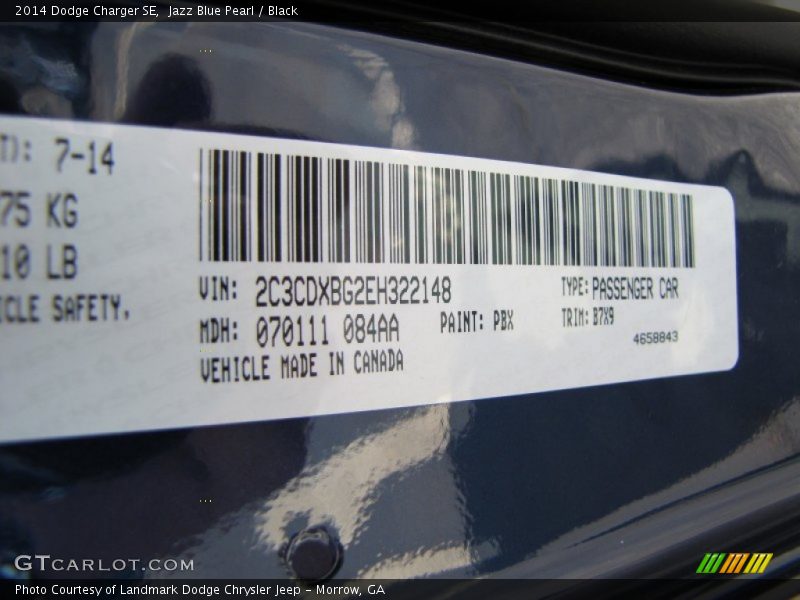 2014 Dodge Charger SE, Jazz Blue Pearl / Black
T): 7-14
75 KG
10 LB
ICLE SAFETY.
VIN: 2C3CDXBG2EH322148
TYPE: PASSENGER CAR
MDH: 070111 084AA
PAINT: PBX
TRIM: B7X9
4658843
VEHICLE MADE IN CANADA
GTCARLOT.COM
Photo Courtesy of Landmark Dodge Chrysler Jeep - Morrow, GA